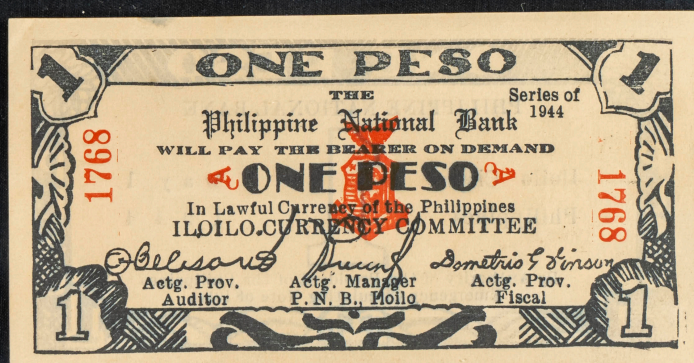 ONE PESO
1
1
THE
Series of
1944
Philippine National Bank
WILL PAY THE BEARER ON DEMAND
1768
A
ONE PESO
A
1768
In Lawful Currency of the Philippines
ILOILO CURRENCY COMMITTEE
Demetrio G Vinson
Actg. Prov.
Auditor
Actg. Manager
P. N. B., Iloilo
Actg. Prov.
Fiscal
1
1